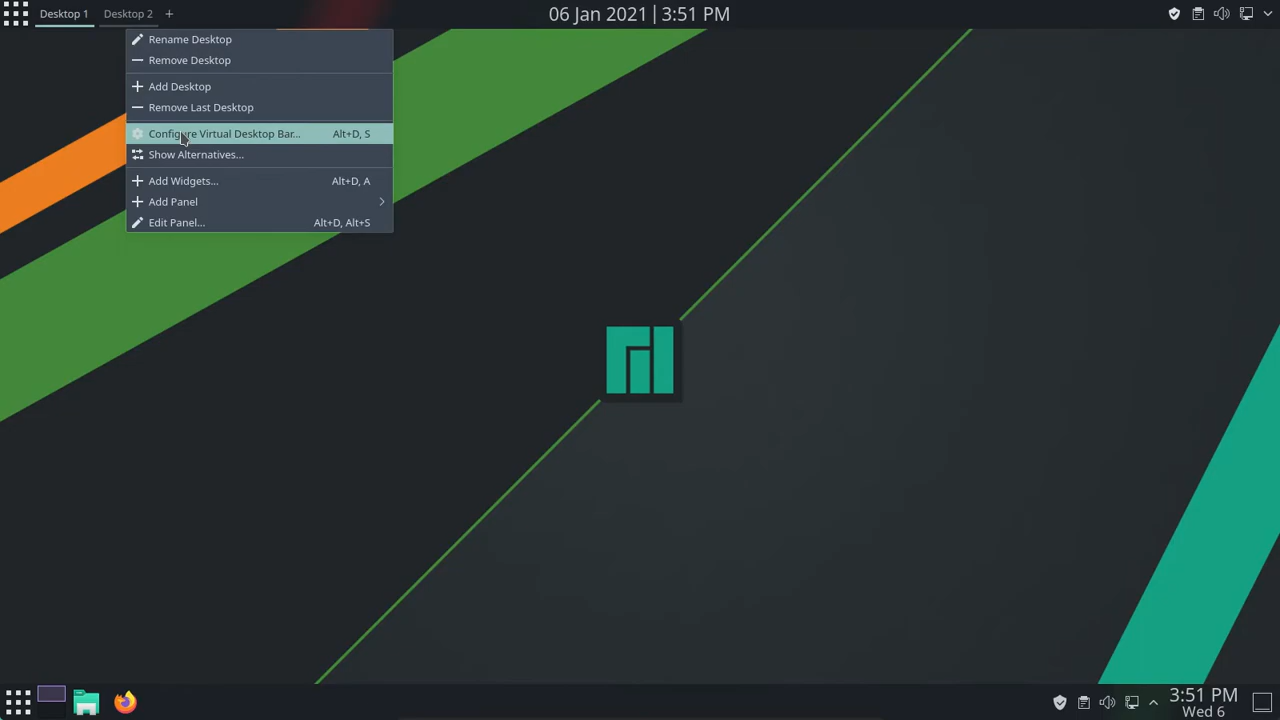 Desktop 1 Desktop 2 + 06 Jan 2021 | 3:51 PM
Rename Desktop
Remove Desktop
Add Desktop
Remove Last Desktop
Configure Virtual Desktop Bar... Alt+D, S
Show Alternatives...
Add Widgets... Alt+D, A
Add Panel
Edit Panel... Alt+D, Alt+S
3:51 PM
Wed 6